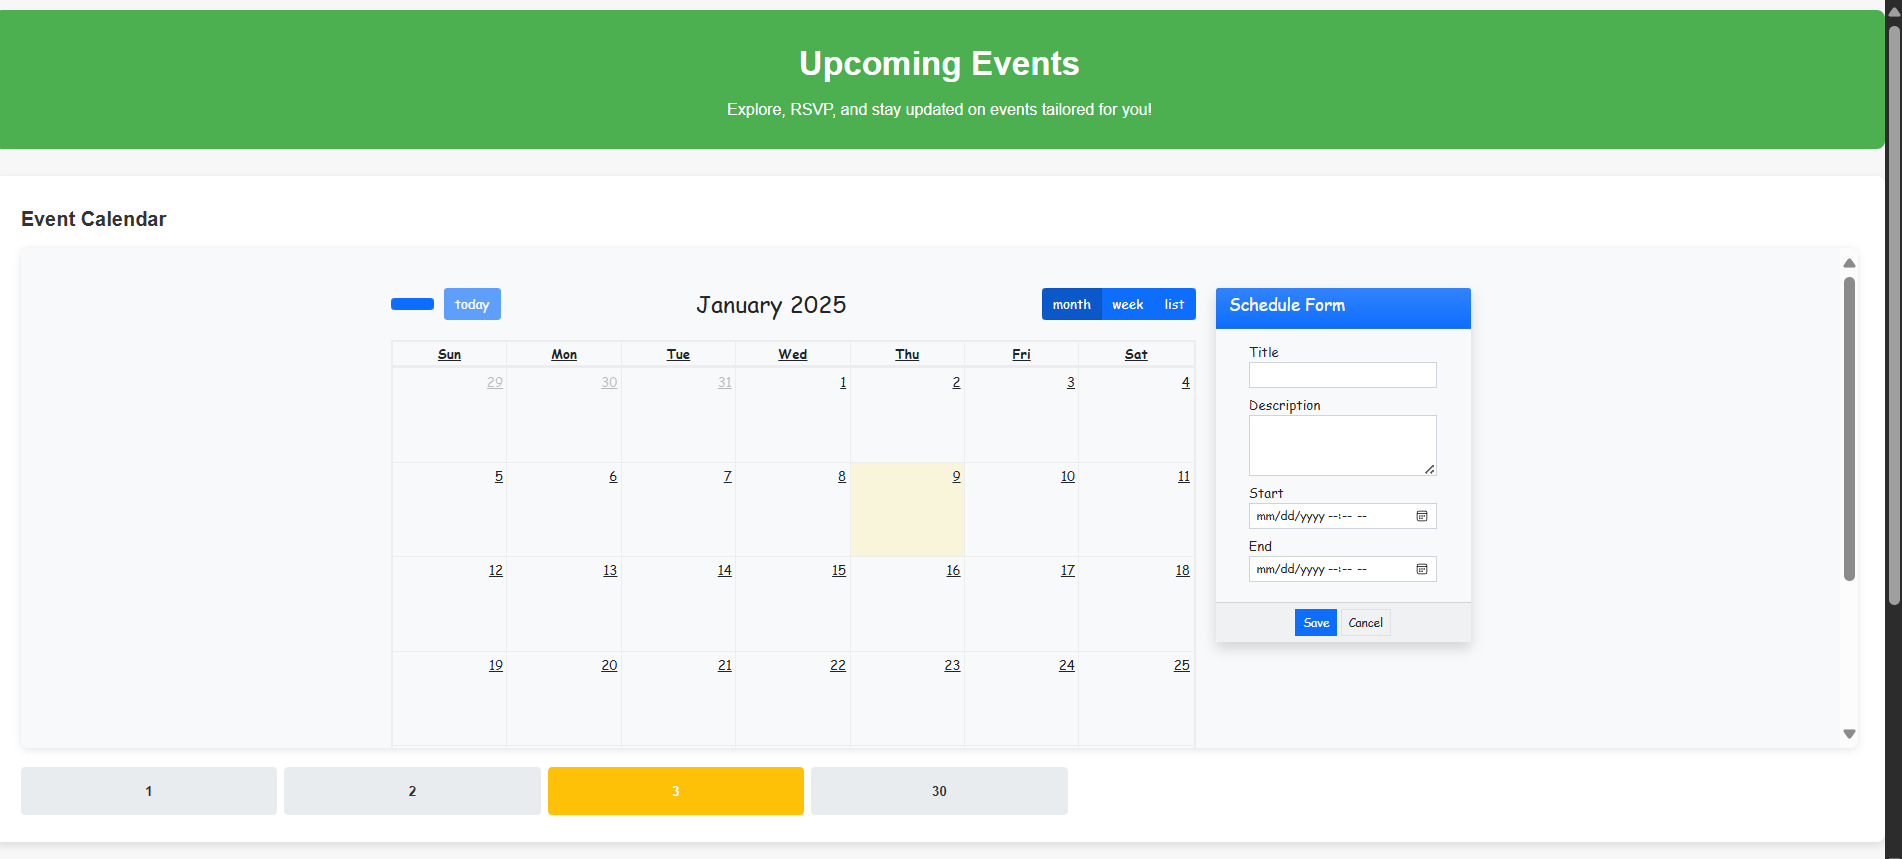 Upcoming Events
Explore, RSVP, and stay updated on events tailored for you!
Event Calendar
today
January 2025
month week list
Sun Mon Tue Wed Thu Fri Sat
29 30 31 1 2 3 4
5 6 7 8 9 10 11
12 13 14 15 16 17 18
19 20 21 22 23 24 25
Schedule Form
Title
Description
Start
mm/dd/yyyy --:-- --
End
mm/dd/yyyy --:-- --
Save Cancel
1 2 3 30